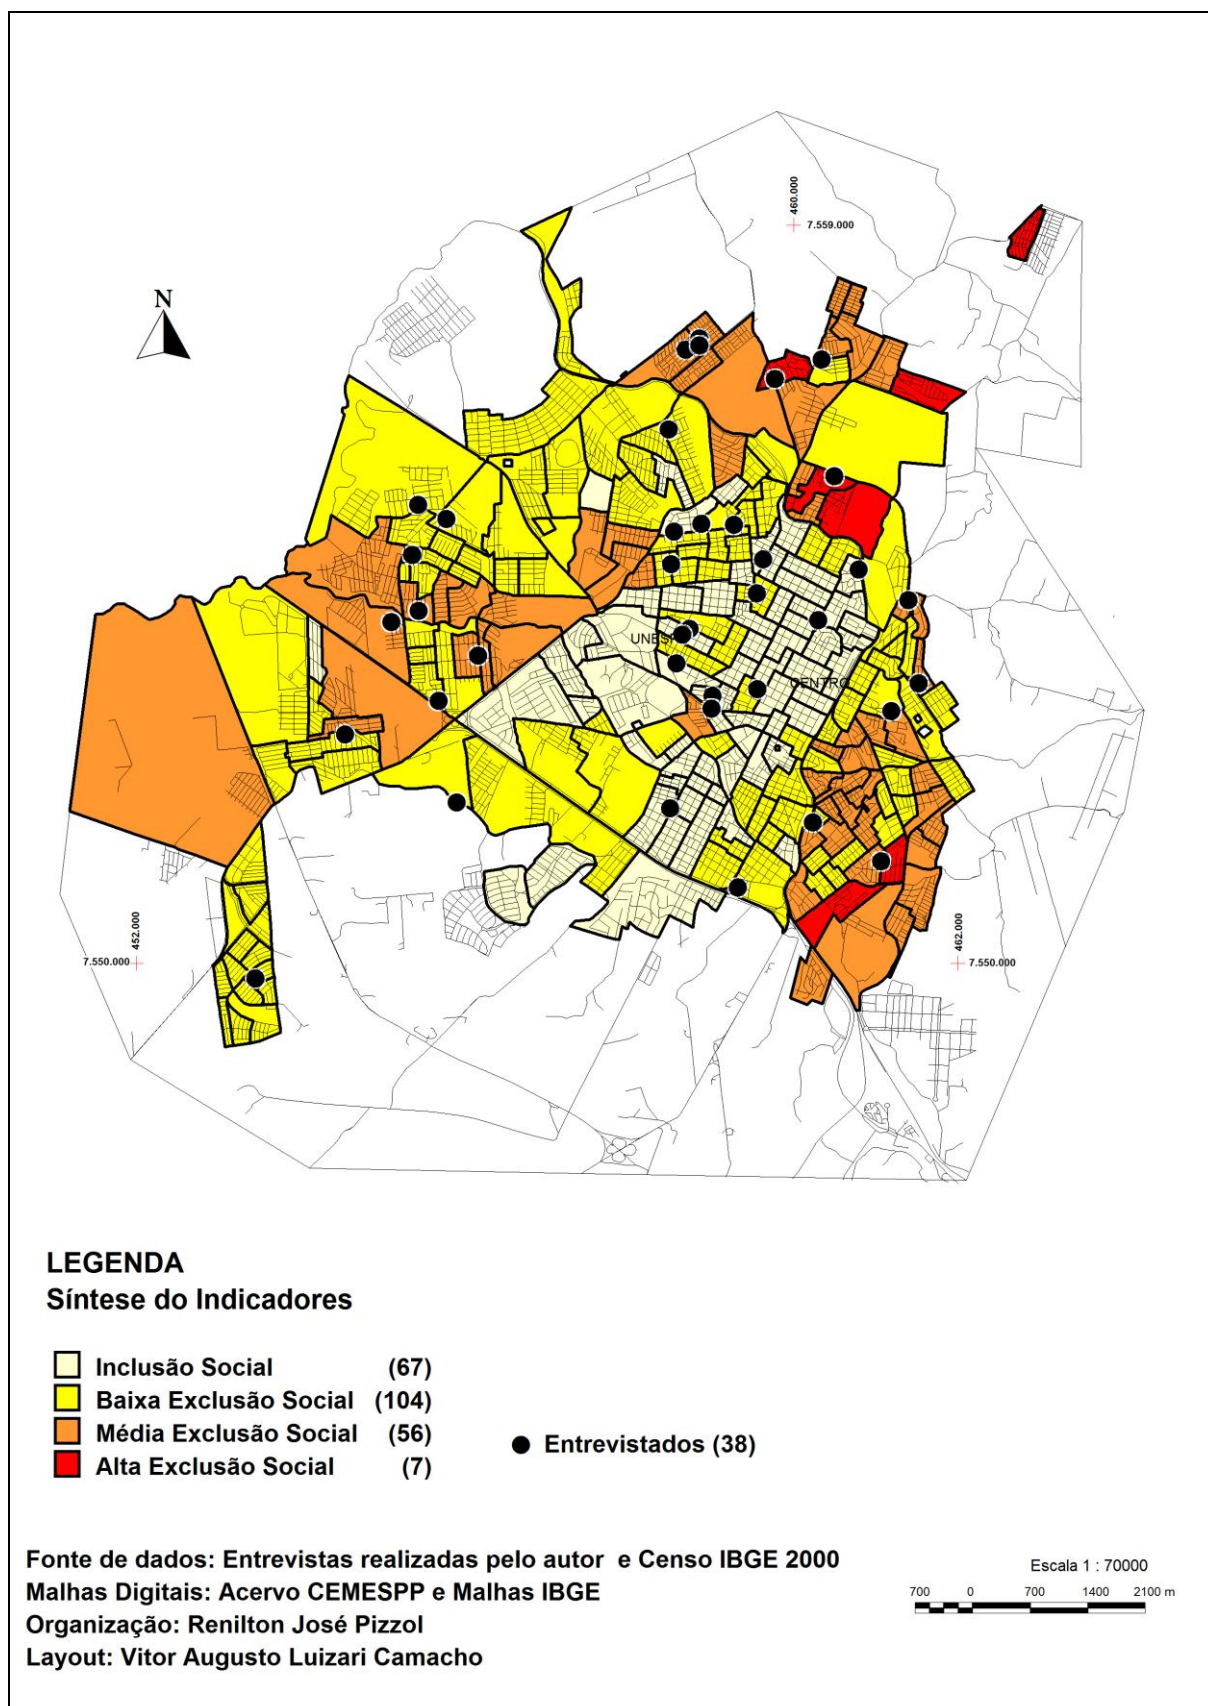 460.000
7.559.000
N
UNESP
CENTRO
452.000
7.550.000
462.000
7.550.000
LEGENDA
Síntese do Indicadores
Inclusão Social (67)
Baixa Exclusão Social (104)
Média Exclusão Social (56)
Alta Exclusão Social (7)
Entrevistados (38)
Fonte de dados: Entrevistas realizadas pelo autor e Censo IBGE 2000
Malhas Digitais: Acervo CEMESPP e Malhas IBGE
Organização: Renilton José Pizzol
Layout: Vitor Augusto Luizari Camacho
Escala 1 : 70000
700 0 700 1400 2100 m